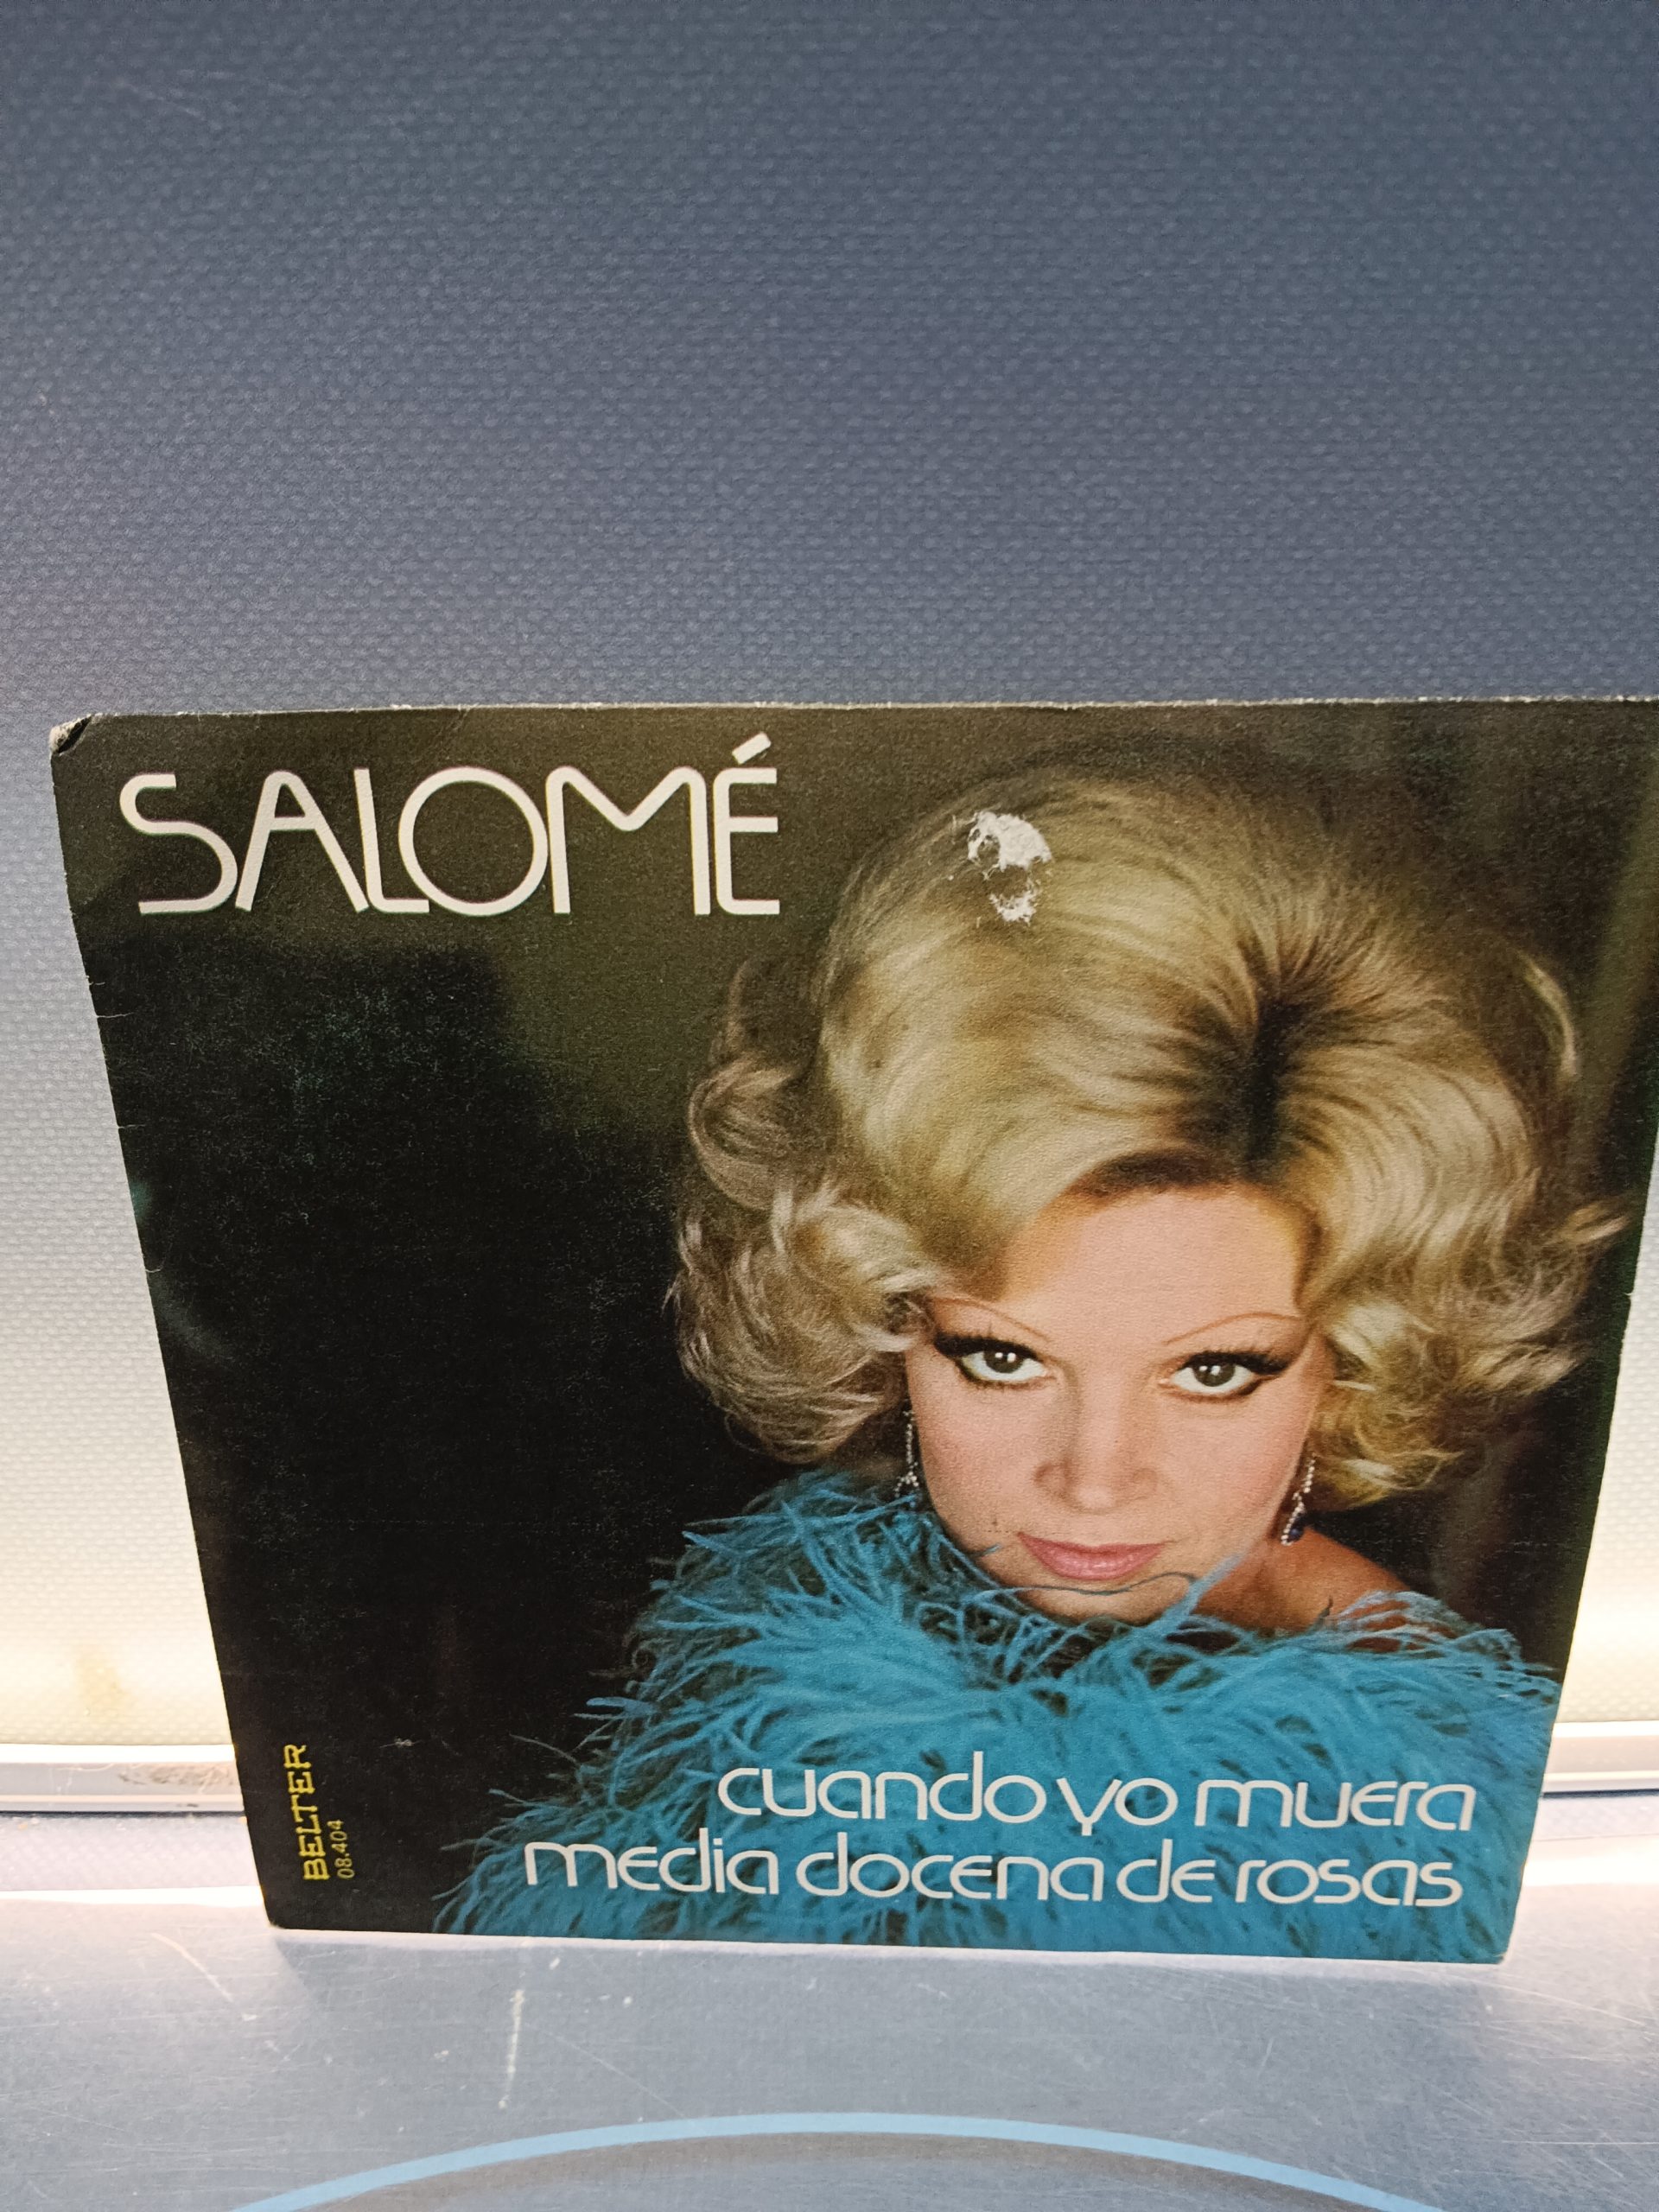 SALOMÉ
cuando yo muera
media docena de rosas
BELTER
08.404